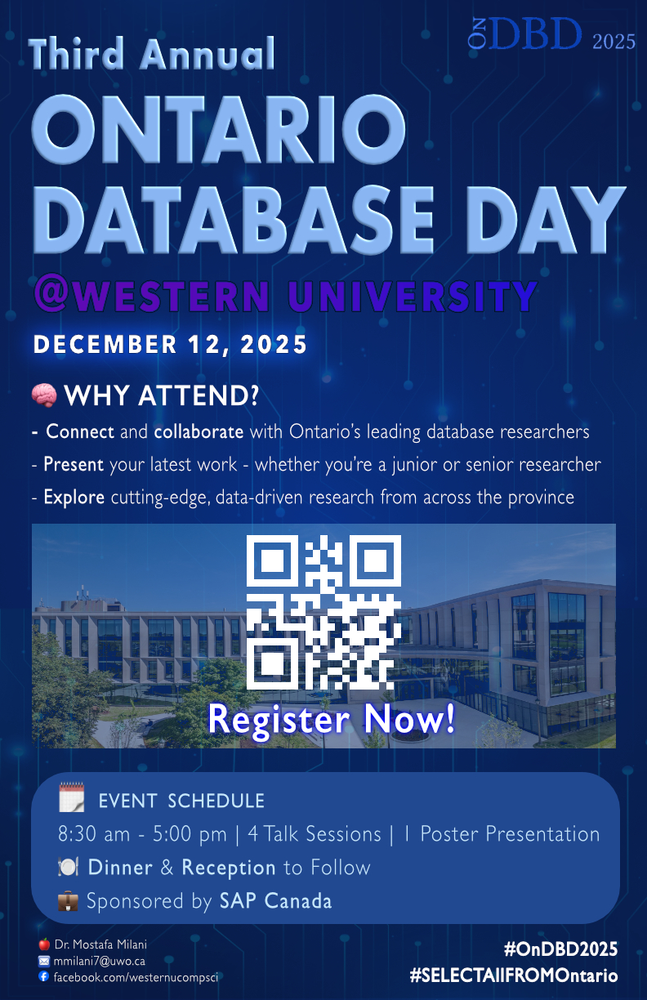 ONDBD 2025
Third Annual
ONTARIO
DATABASE DAY
@WESTERN UNIVERSITY
DECEMBER 12, 2025
🧠 WHY ATTEND?
- Connect and collaborate with Ontario's leading database researchers
- Present your latest work - whether you're a junior or senior researcher
- Explore cutting-edge, data-driven research from across the province
Register Now!
EVENT SCHEDULE
8:30 am - 5:00 pm | 4 Talk Sessions | 1 Poster Presentation
Dinner & Reception to Follow
Sponsored by SAP Canada
Dr. Mostafa Milani
mmilani7@uwo.ca
facebook.com/westernucompsci
#OnDBD2025
#SELECTAllFROMOntario